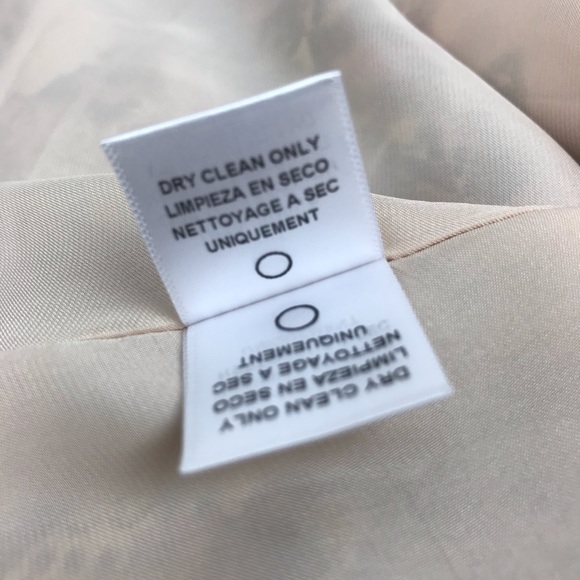 DRY CLEAN ONLY
LIMPIEZA EN SECO
NETTOYAGE A SEC
UNIQUEMENT
DRY CLEAN ONLY
LIMPIEZA EN SECO
NETTOYAGE A SEC
UNIQUEMENT